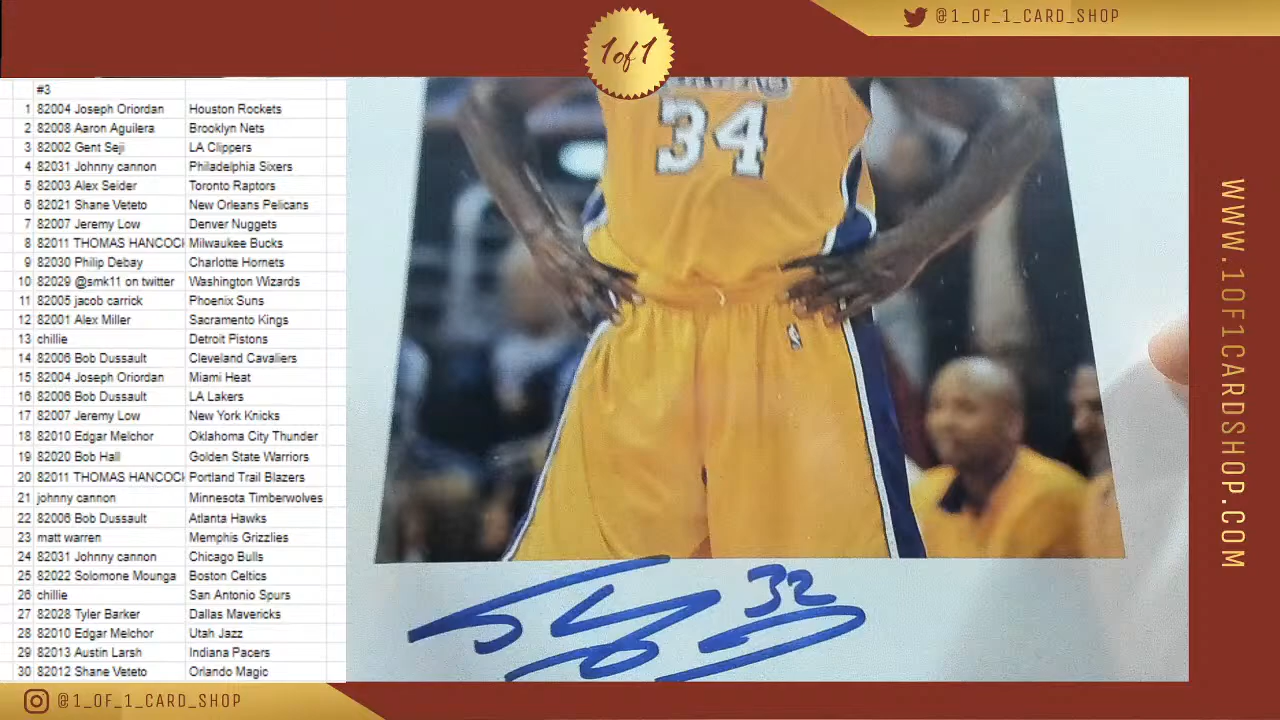 @1_OF_1_CARD_SHOP
1 of 1
#3
1 82004 Joseph Oriordan Houston Rockets
2 82008 Aaron Aguilera Brooklyn Nets
3 82002 Gent Seji LA Clippers
4 82031 Johnny cannon Philadelphia Sixers
5 82003 Alex Seider Toronto Raptors
6 82021 Shane Veteto New Orleans Pelicans
7 82007 Jeremy Low Denver Nuggets
8 82011 THOMAS HANCOCK Milwaukee Bucks
9 82030 Philip Debay Charlotte Hornets
10 82029 @smk11 on twitter Washington Wizards
11 82005 jacob carrick Phoenix Suns
12 82001 Alex Miller Sacramento Kings
13 chillie Detroit Pistons
14 82006 Bob Dussault Cleveland Cavaliers
15 82004 Joseph Oriordan Miami Heat
16 82006 Bob Dussault LA Lakers
17 82007 Jeremy Low New York Knicks
18 82010 Edgar Melchor Oklahoma City Thunder
19 82020 Bob Hall Golden State Warriors
20 82011 THOMAS HANCOCK Portland Trail Blazers
21 johnny cannon Minnesota Timberwolves
22 82006 Bob Dussault Atlanta Hawks
23 matt warren Memphis Grizzlies
24 82031 Johnny cannon Chicago Bulls
25 82022 Solomone Mounga Boston Celtics
26 chillie San Antonio Spurs
27 82028 Tyler Barker Dallas Mavericks
28 82010 Edgar Melchor Utah Jazz
29 82013 Austin Larsh Indiana Pacers
30 82012 Shane Veteto Orlando Magic
34
32
WWW.1OF1CARDSHOP.COM
@1_OF_1_CARD_SHOP